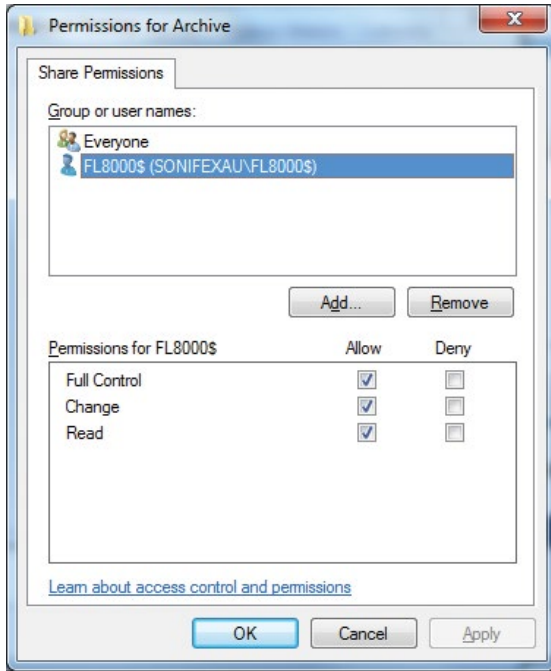 Permissions for Archive
Share Permissions
Group or user names:
Everyone
FL8000$ (SONIFEXAU\FL8000$)
Add... Remove
Permissions for FL8000$ Allow Deny
Full Control
Change
Read
Learn about access control and permissions
OK Cancel Apply